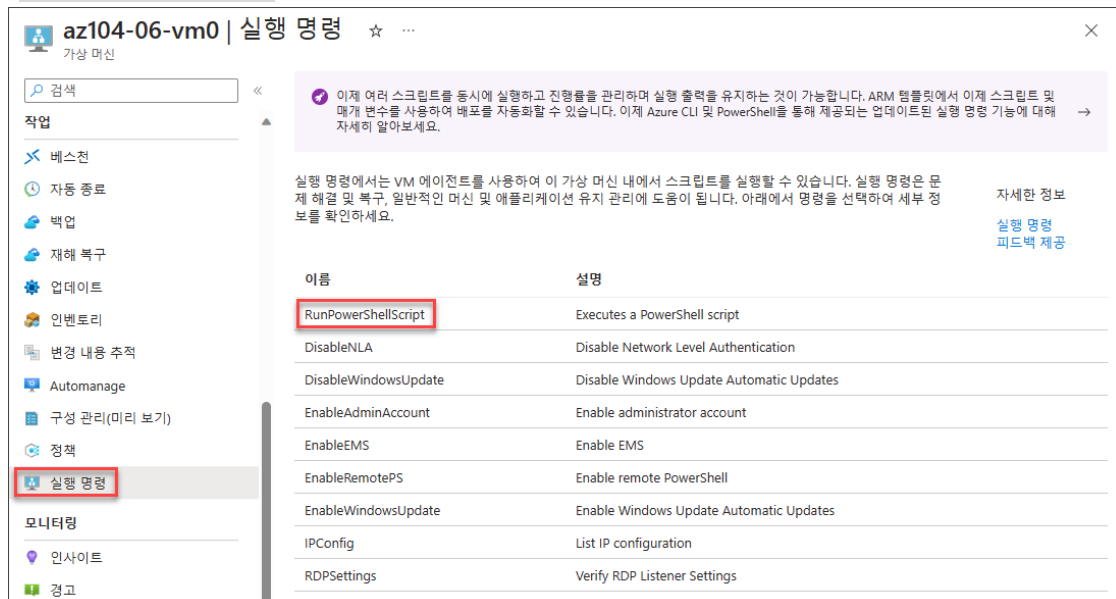 az104-06-vm0 | 실행 명령
가상 머신
검색
작업
베스천
자동 종료
백업
재해 복구
업데이트
인벤토리
변경 내용 추적
Automanage
구성 관리(미리 보기)
정책
실행 명령
모니터링
인사이트
경고
이제 여러 스크립트를 동시에 실행하고 진행률을 관리하며 실행 출력을 유지하는 것이 가능합니다. ARM 템플릿에서 이제 스크립트 및
매개 변수를 사용하여 배포를 자동화할 수 있습니다. 이제 Azure CLI 및 PowerShell을 통해 제공되는 업데이트된 실행 명령 기능에 대해
자세히 알아보세요.
실행 명령에서는 VM 에이전트를 사용하여 이 가상 머신 내에서 스크립트를 실행할 수 있습니다. 실행 명령은 문
제 해결 및 복구, 일반적인 머신 및 애플리케이션 유지 관리에 도움이 됩니다. 아래에서 명령을 선택하여 세부 정
보를 확인하세요.
자세한 정보
실행 명령
피드백 제공
이름 설명
RunPowerShellScript Executes a PowerShell script
DisableNLA Disable Network Level Authentication
DisableWindowsUpdate Disable Windows Update Automatic Updates
EnableAdminAccount Enable administrator account
EnableEMS Enable EMS
EnableRemotePS Enable remote PowerShell
EnableWindowsUpdate Enable Windows Update Automatic Updates
IPConfig List IP configuration
RDPSettings Verify RDP Listener Settings